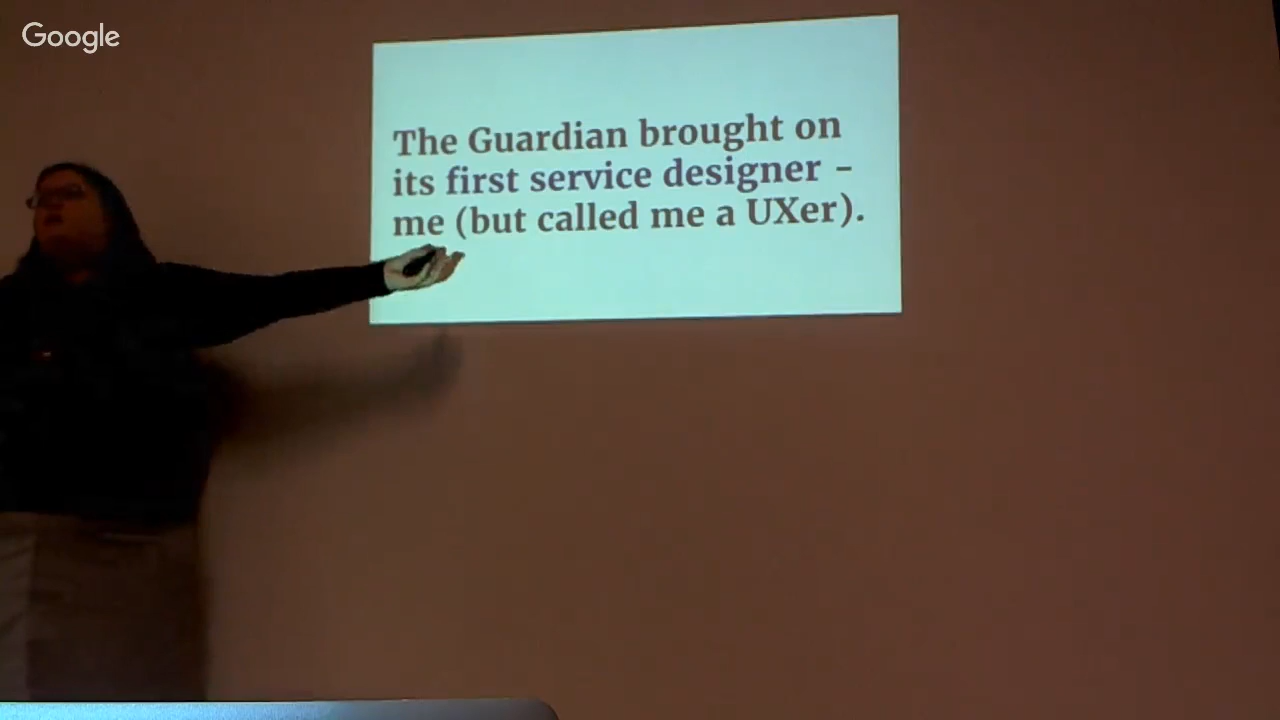 Google
The Guardian brought on
its first service designer –
me (but called me a UXer).